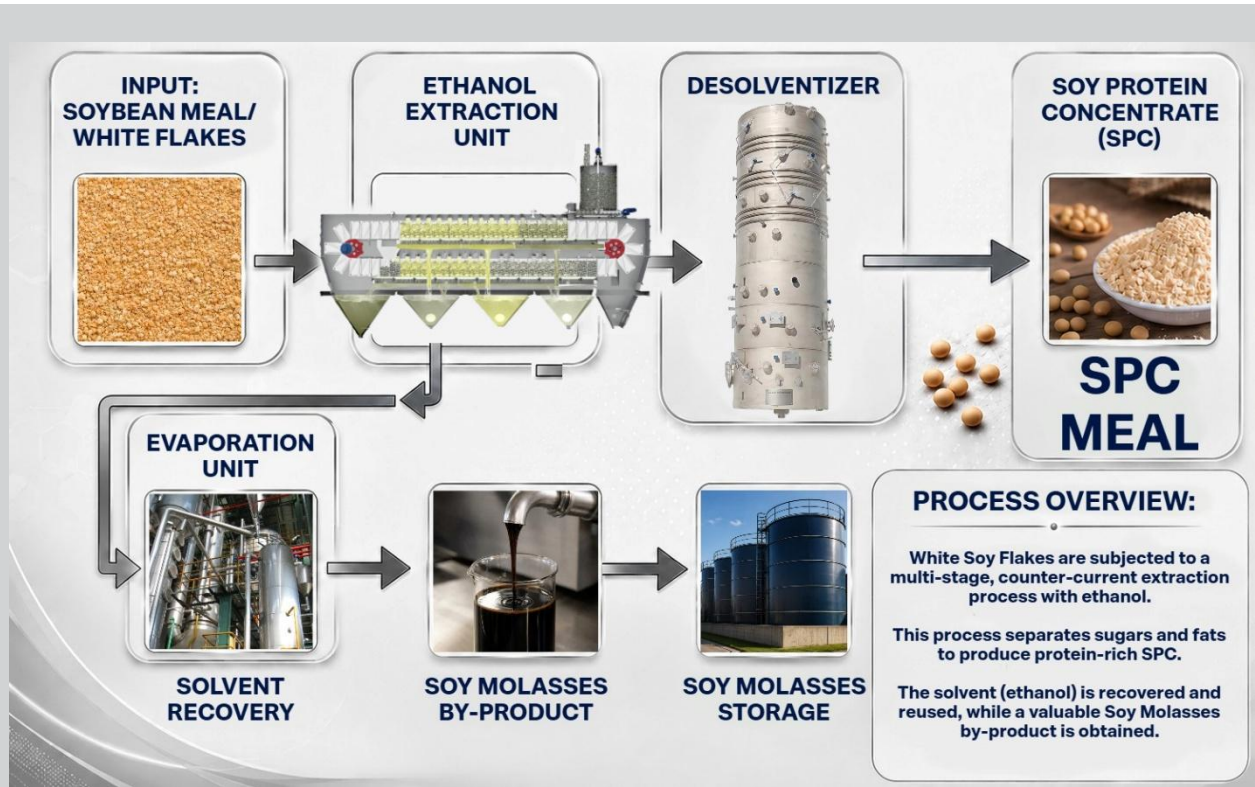 INPUT:
SOYBEAN MEAL/
WHITE FLAKES
ETHANOL
EXTRACTION
UNIT
DESOLVENTIZER
SOY PROTEIN
CONCENTRATE
(SPC)
SPC
MEAL
EVAPORATION
UNIT
SOLVENT
RECOVERY
SOY MOLASSES
BY-PRODUCT
SOY MOLASSES
STORAGE
PROCESS OVERVIEW:
White Soy Flakes are subjected to a
multi-stage, counter-current extraction
process with ethanol.
This process separates sugars and fats
to produce protein-rich SPC.
The solvent (ethanol) is recovered and
reused, while a valuable Soy Molasses
by-product is obtained.